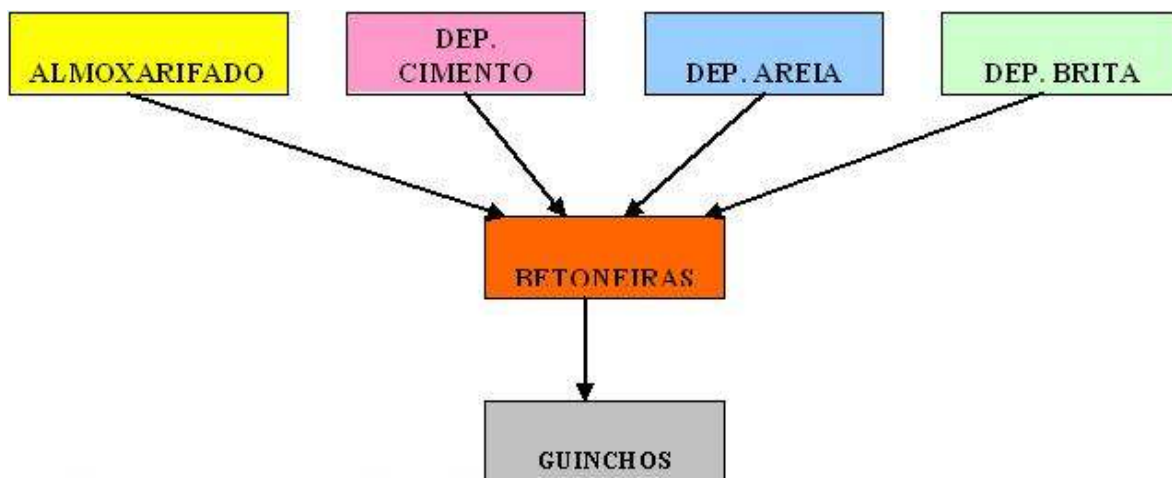 ALMOXARIFADO
DEP.
CIMENTO
DEP. AREIA
DEP. BRITA
BETONEIRAS
GUINCHOS